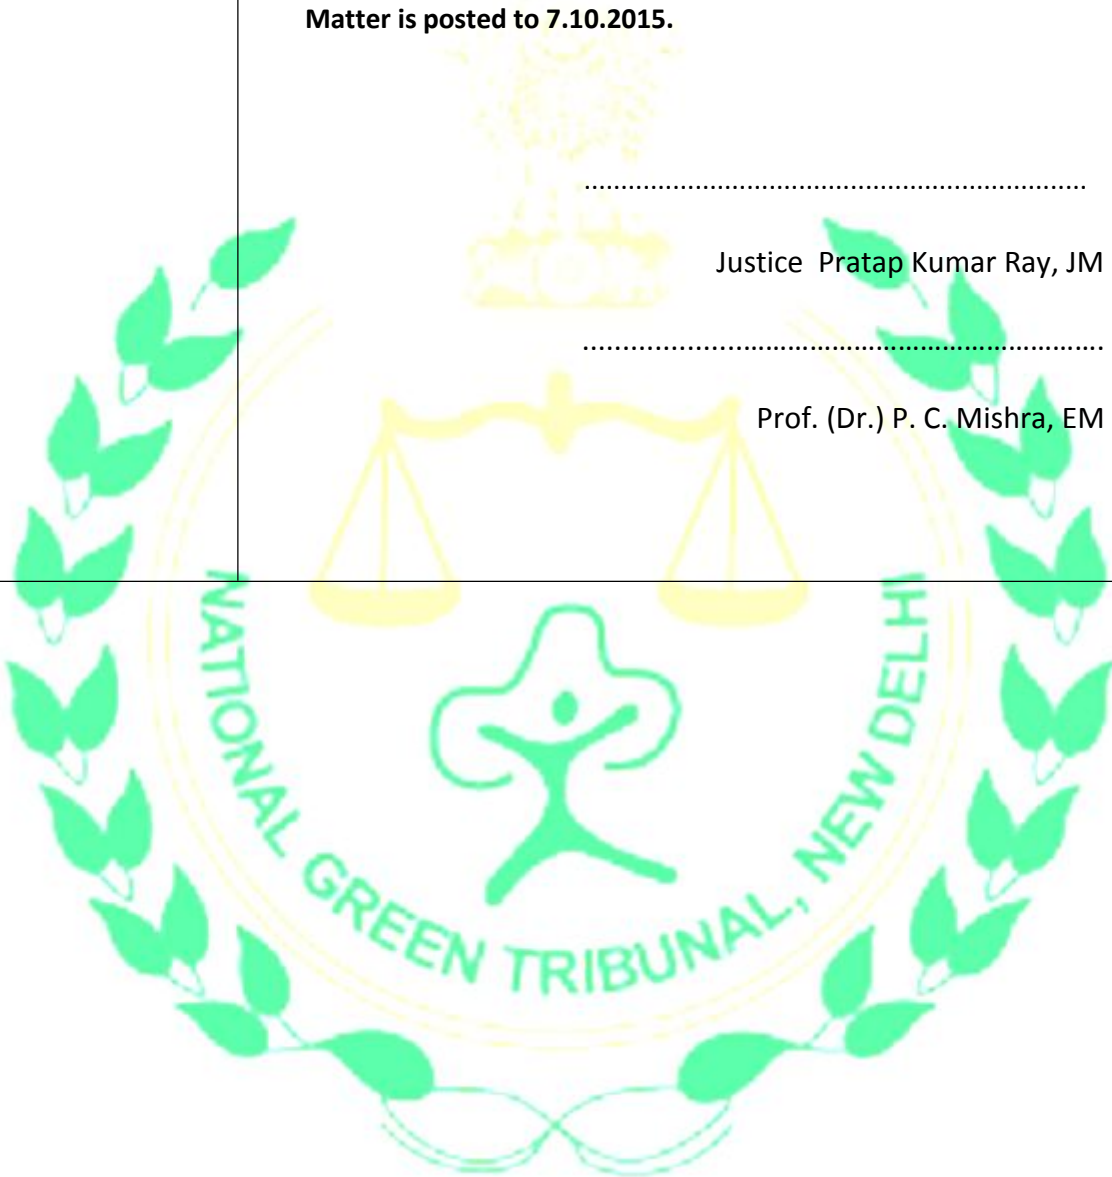 Matter is posted to 7.10.2015.
..................................................................
Justice Pratap Kumar Ray, JM
..................................................................
Prof. (Dr.) P. C. Mishra, EM
NATIONAL GREEN TRIBUNAL, NEW DELHI